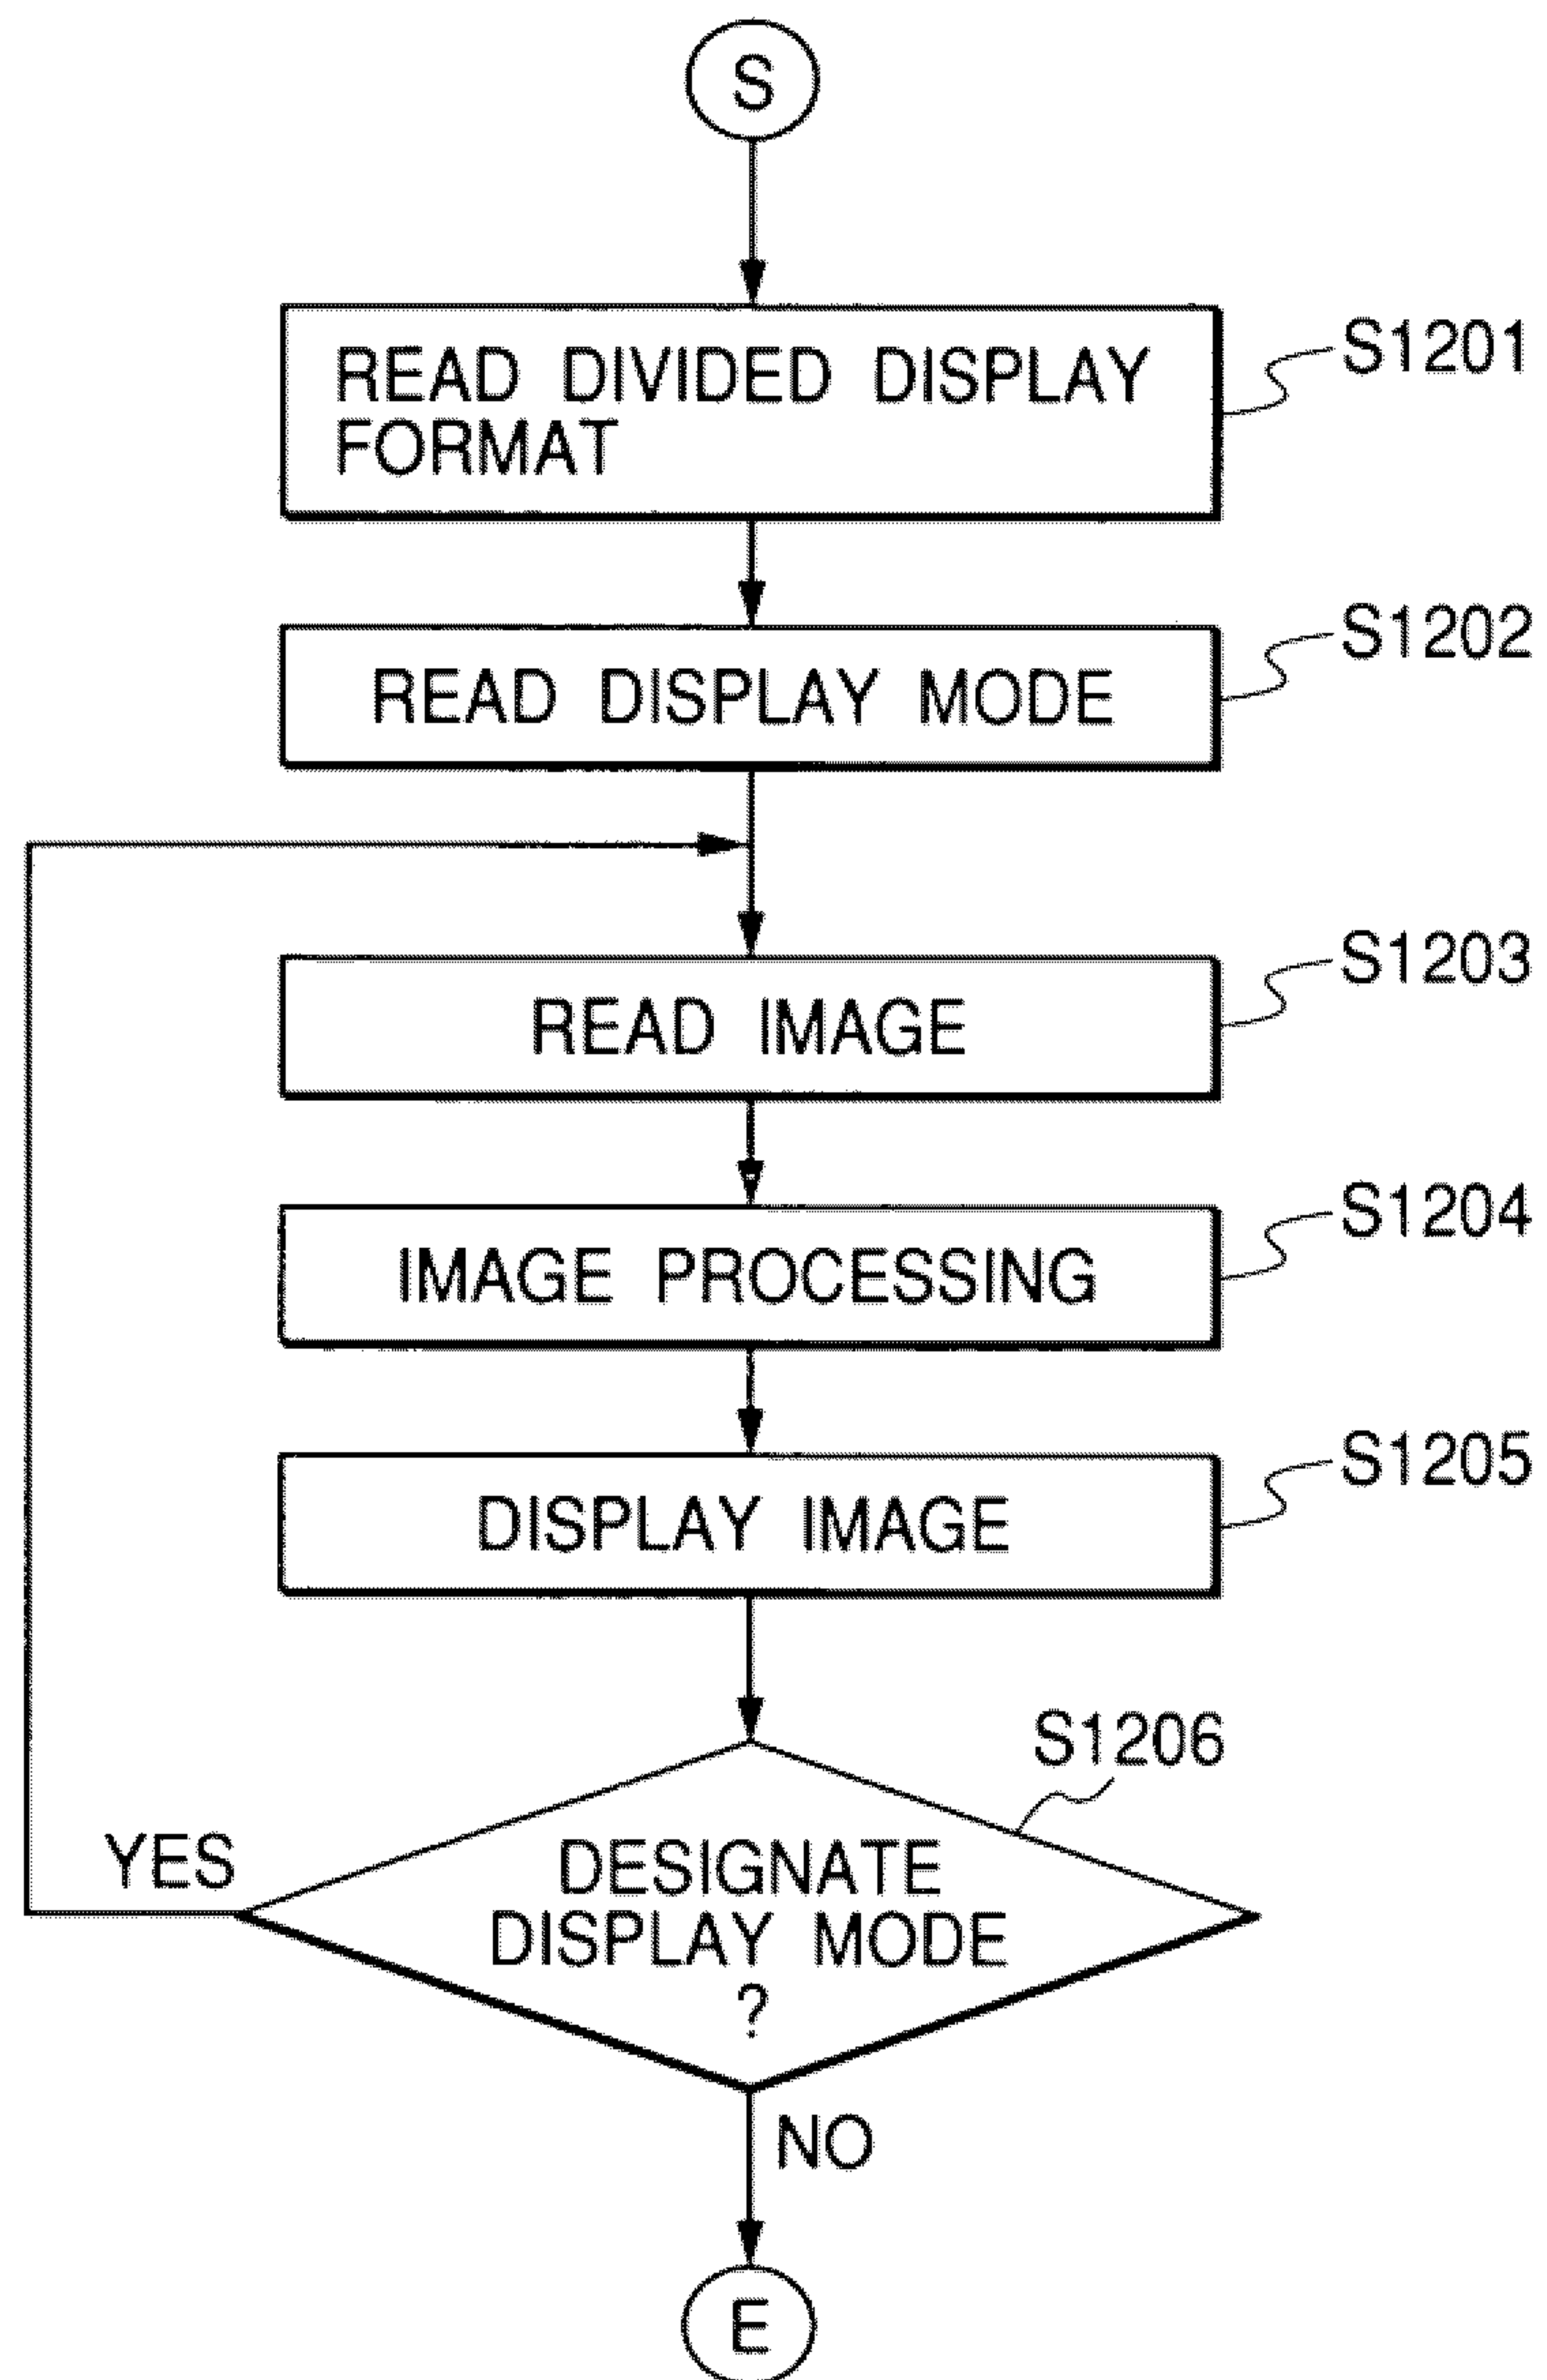 S
READ DIVIDED DISPLAY
FORMAT
S1201
READ DISPLAY MODE
S1202
READ IMAGE
S1203
IMAGE PROCESSING
S1204
DISPLAY IMAGE
S1205
S1206
DESIGNATE
DISPLAY MODE
?
YES
NO
E